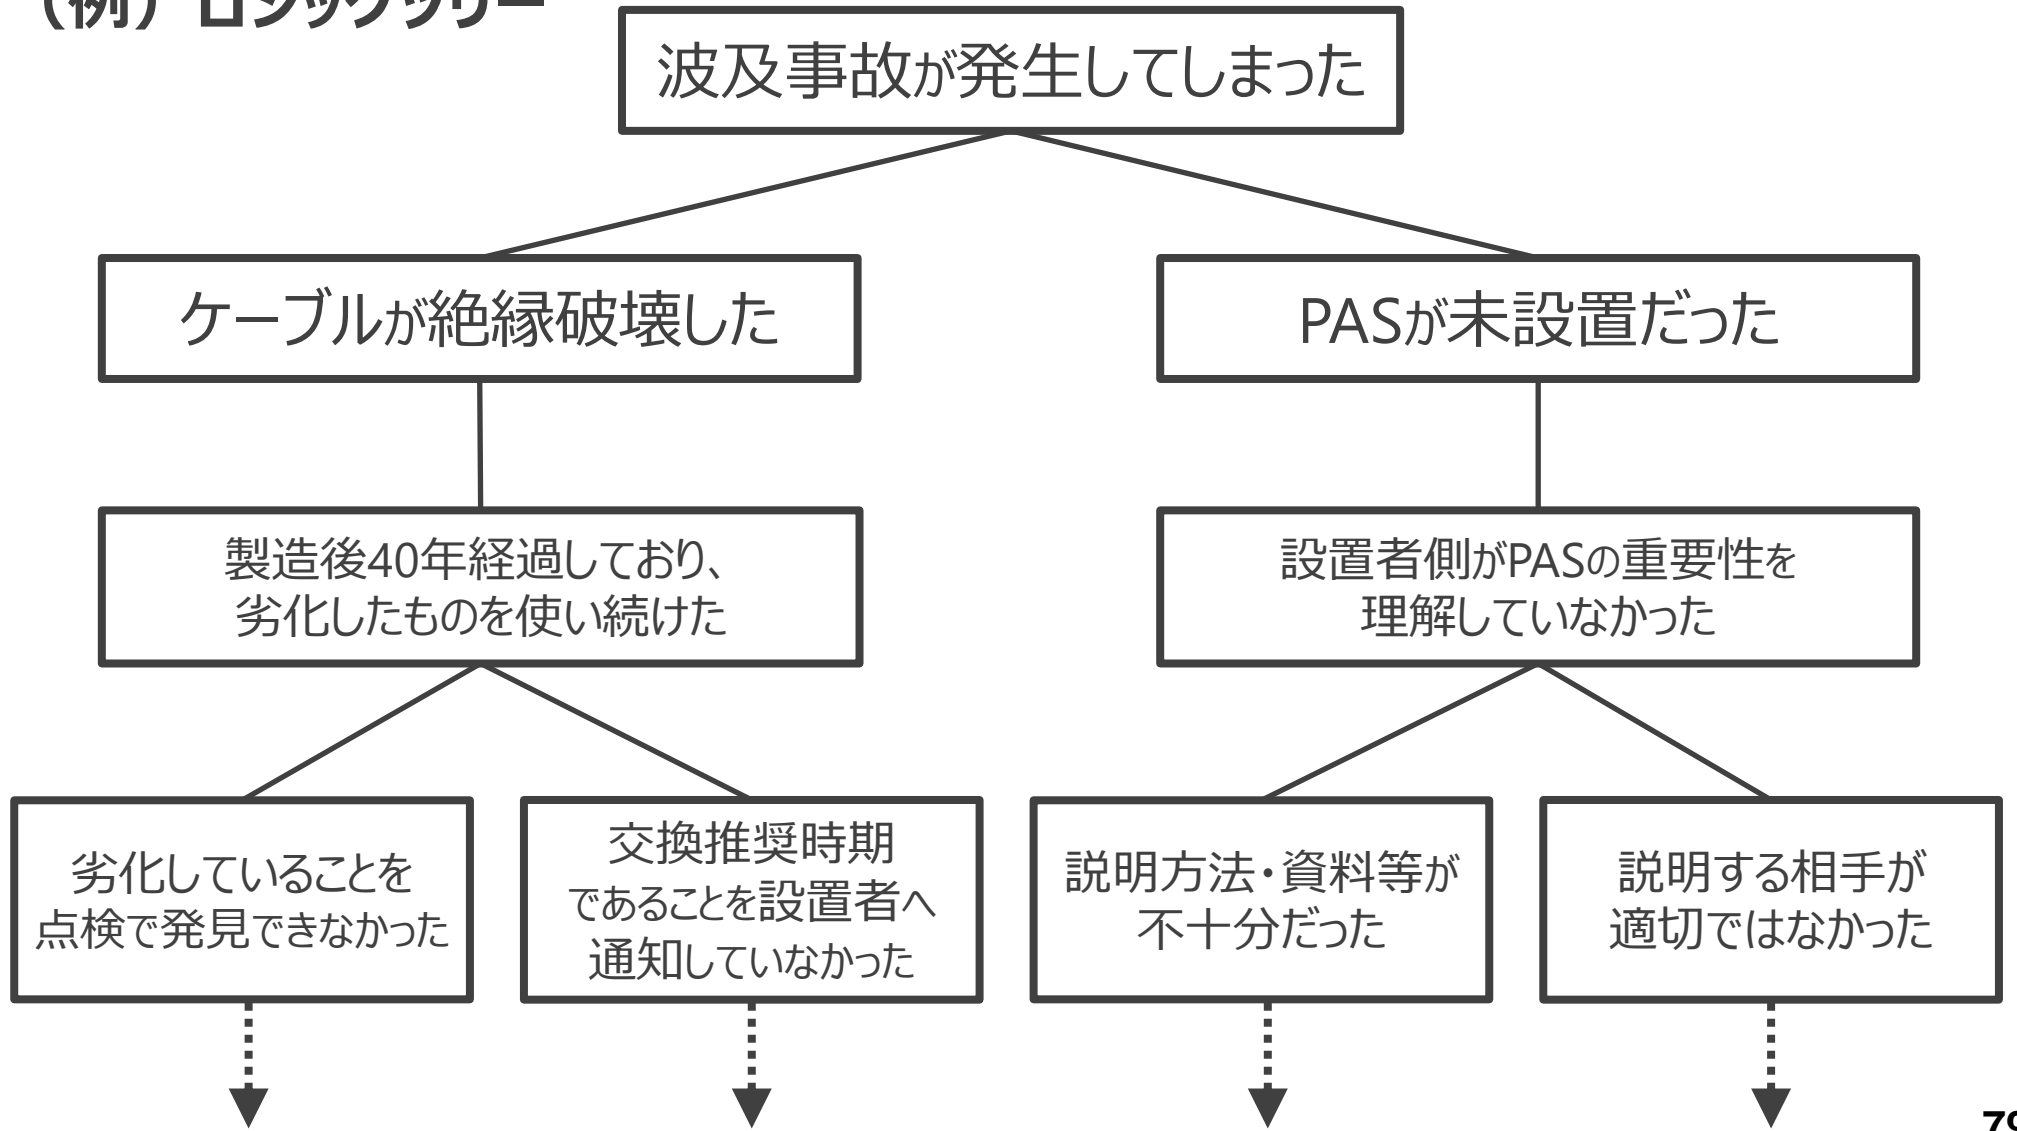 （例）ロジックツリー
波及事故が発生してしまった
ケーブルが絶縁破壊した
PASが未設置だった
製造後40年経過しており、
劣化したものを使い続けた
設置者側がPASの重要性を
理解していなかった
劣化していることを
点検で発見できなかった
交換推奨時期
であることを設置者へ
通知していなかった
説明方法・資料等が
不十分だった
説明する相手が
適切ではなかった